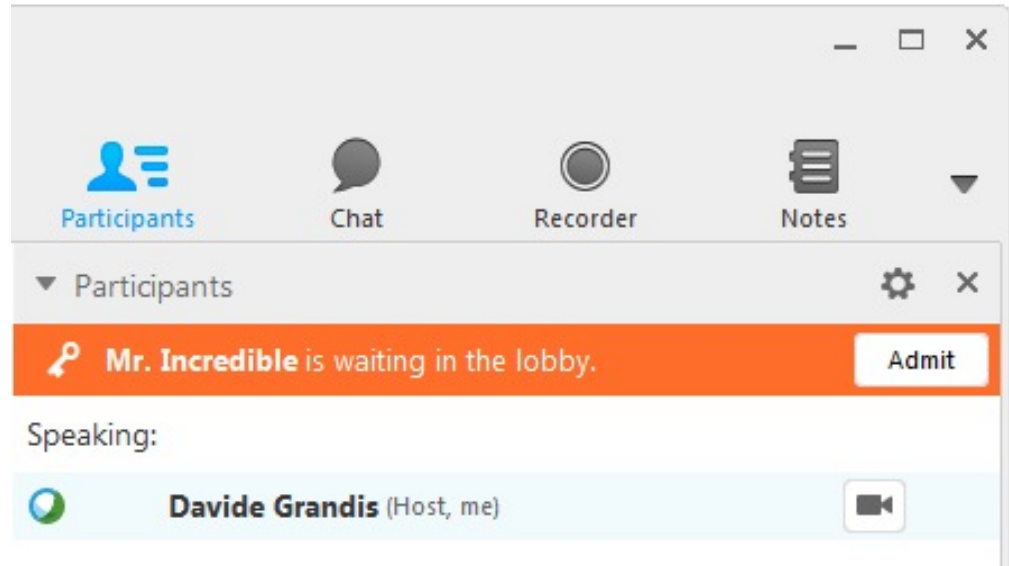 Participants Chat Recorder Notes
Participants
Mr. Incredible is waiting in the lobby. Admit
Speaking:
Davide Grandis (Host, me)